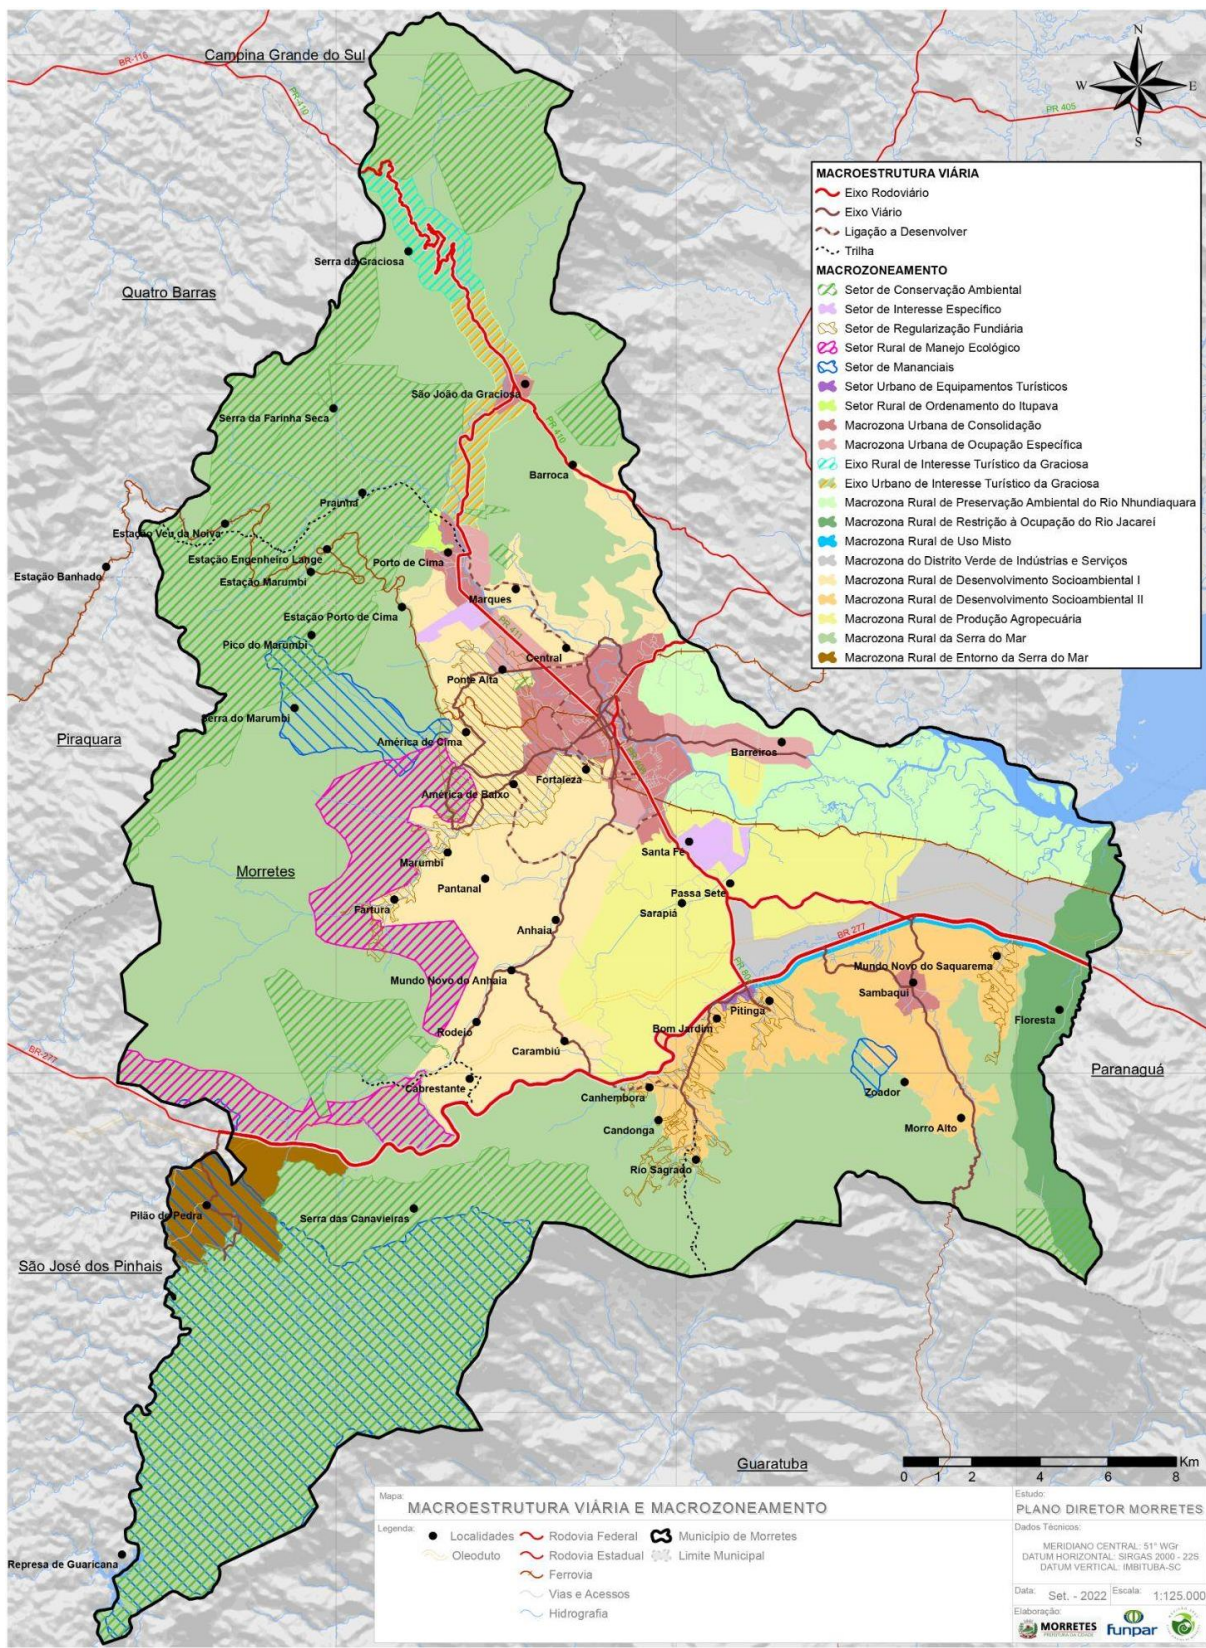 Campina Grande do Sul
BR-116
PR-410
PR 405
N
W
E
S
MACROESTRUTURA VIÁRIA
Eixo Rodoviário
Eixo Viário
Ligação a Desenvolver
Trilha
MACROZONEAMENTO
Setor de Conservação Ambiental
Setor de Interesse Específico
Setor de Regularização Fundiária
Setor Rural de Manejo Ecológico
Setor de Mananciais
Setor Urbano de Equipamentos Turísticos
Setor Rural de Ordenamento do Itupava
Macrozona Urbana de Consolidação
Macrozona Urbana de Ocupação Específica
Eixo Rural de Interesse Turístico da Graciosa
Eixo Urbano de Interesse Turístico da Graciosa
Macrozona Rural de Preservação Ambiental do Rio Nhundiaquara
Macrozona Rural de Restrição à Ocupação do Rio Jacarei
Macrozona Rural de Uso Misto
Macrozona do Distrito Verde de Indústrias e Serviços
Macrozona Rural de Desenvolvimento Socioambiental I
Macrozona Rural de Desenvolvimento Socioambiental II
Macrozona Rural de Produção Agropecuária
Macrozona Rural da Serra do Mar
Macrozona Rural de Entorno da Serra do Mar
Serra da Graciosa
Quatro Barras
São João da Graciosa
Serra da Farinha Seca
PR 410
Barroca
Prainha
Estação Véu da Noiva
Estação Engenheiro Lange
Porto de Cima
Estação Banhado
Estação Marumbi
Marques
Estação Porto de Cima
PR 411
Pico do Marumbi
Central
Ponte Alta
Serra do Marumbi
Piraquara
América de Cima
Barreiros
Fortaleza
América de Baixo
Santa Fé
Marumbi
Morretes
Pantanal
Passa Sete
Fartura
Sarapiá
Anhaia
BR 277
Mundo Novo do Saquarema
Mundo Novo do Anhaia
Sambaqui
Pitinga
Floresta
Rodeio
Bom Jardim
Carambiú
BR-277
Cabrestante
Canhembora
Zoador
Paranaguá
Candonga
Morro Alto
Rio Sagrado
Pilão de Pedra
Serra das Canavieiras
São José dos Pinhais
Guaratuba
Km
0 1 2 4 6 8
Represa de Guaricana
Mapa:
MACROESTRUTURA VIÁRIA E MACROZONEAMENTO
Legenda:
Localidades
Oleoduto
Rodovia Federal
Rodovia Estadual
Ferrovia
Vias e Acessos
Hidrografia
Município de Morretes
Limite Municipal
Estudo:
PLANO DIRETOR MORRETES
Dados Técnicos:
MERIDIANO CENTRAL: 51° WGr
DATUM HORIZONTAL: SIRGAS 2000 - 22S
DATUM VERTICAL: IMBITUBA-SC
Data: Set. - 2022 Escala: 1:125.000
Elaboração:
MORRETES
PREFEITURA DA CIDADE
funpar